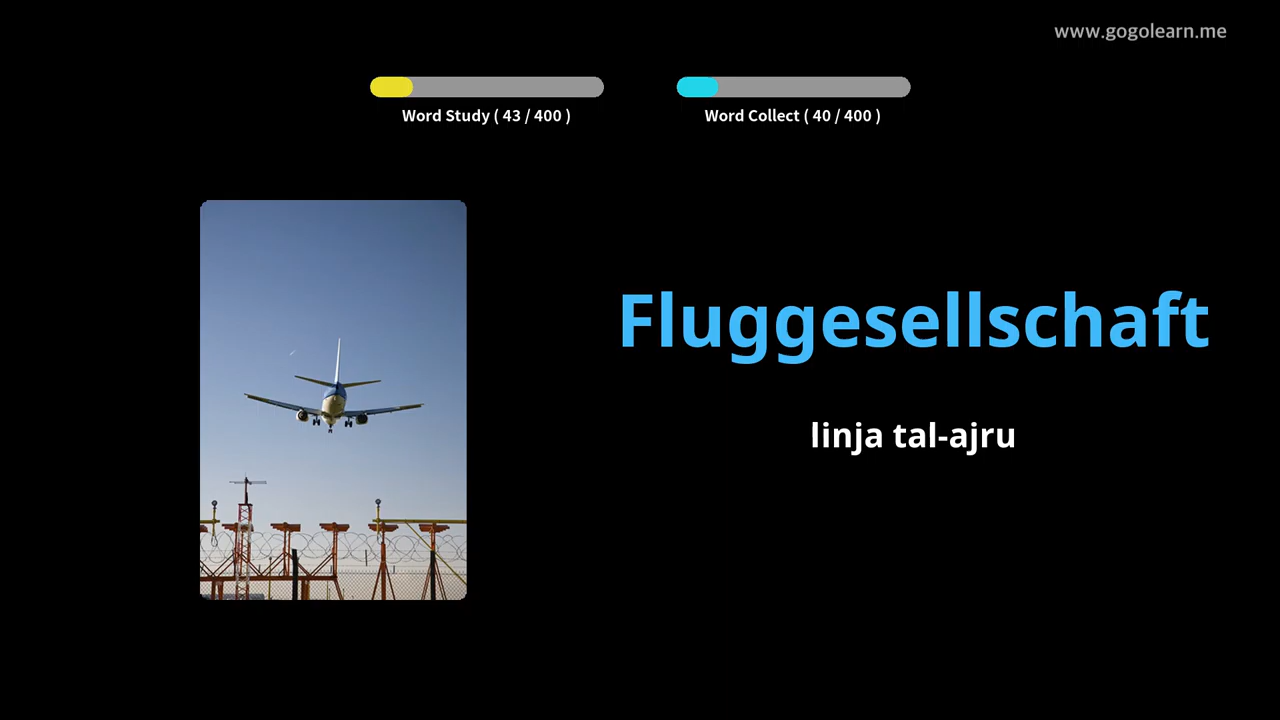 www.gogolearn.me
Word Study ( 43 / 400 )
Word Collect ( 40 / 400 )
Fluggesellschaft
linja tal-ajru